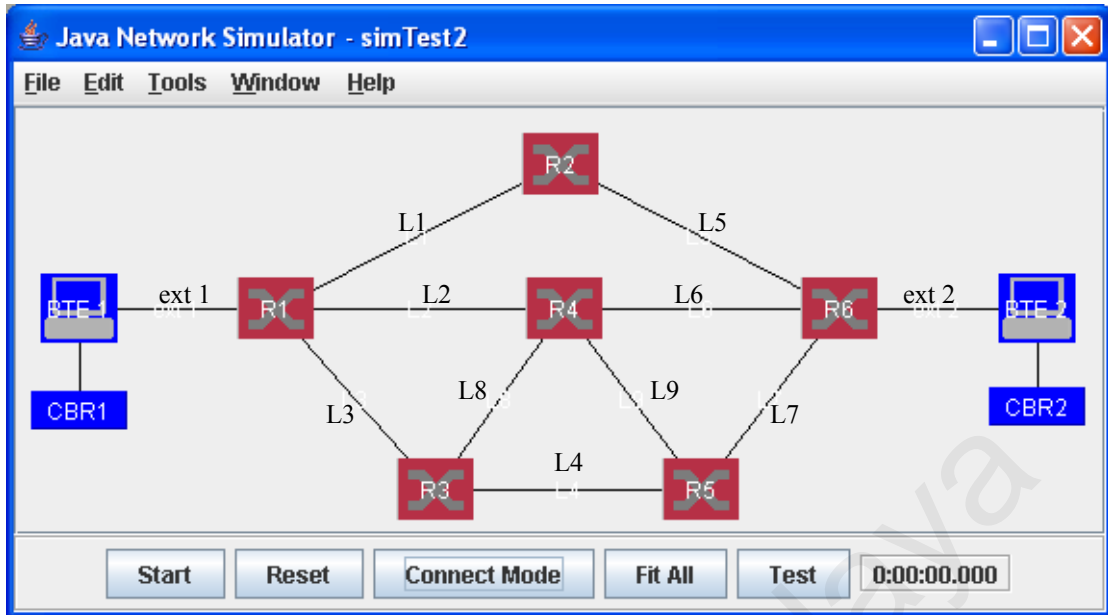 Java Network Simulator - simTest2
File Edit Tools Window Help
R2
L1
L5
BTE 1
ext 1
R1
L2
R4
L6
R6
ext 2
BTE 2
CBR1
L3
L8
L9
L7
CBR2
R3
L4
R5
Start Reset Connect Mode Fit All Test 0:00:00.000